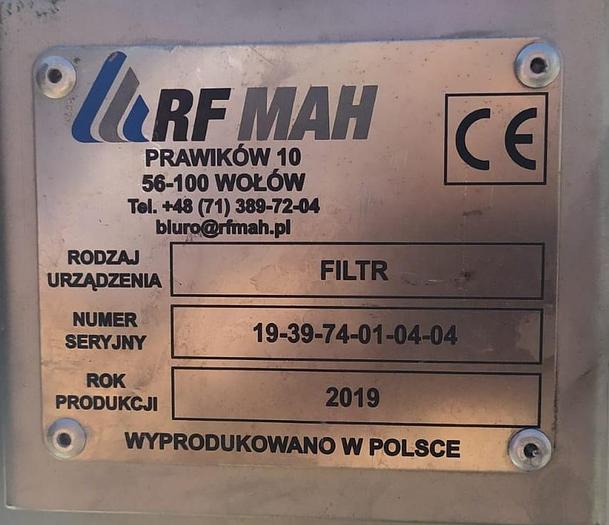 RF MAH
CE
PRAWIKÓW 10
56-100 WOŁÓW
Tel. +48 (71) 389-72-04
biuro@rfmah.pl
RODZAJ
URZĄDZENIA
FILTR
NUMER
SERYJNY
19-39-74-01-04-04
ROK
PRODUKCJI
2019
WYPRODUKOWANO W POLSCE